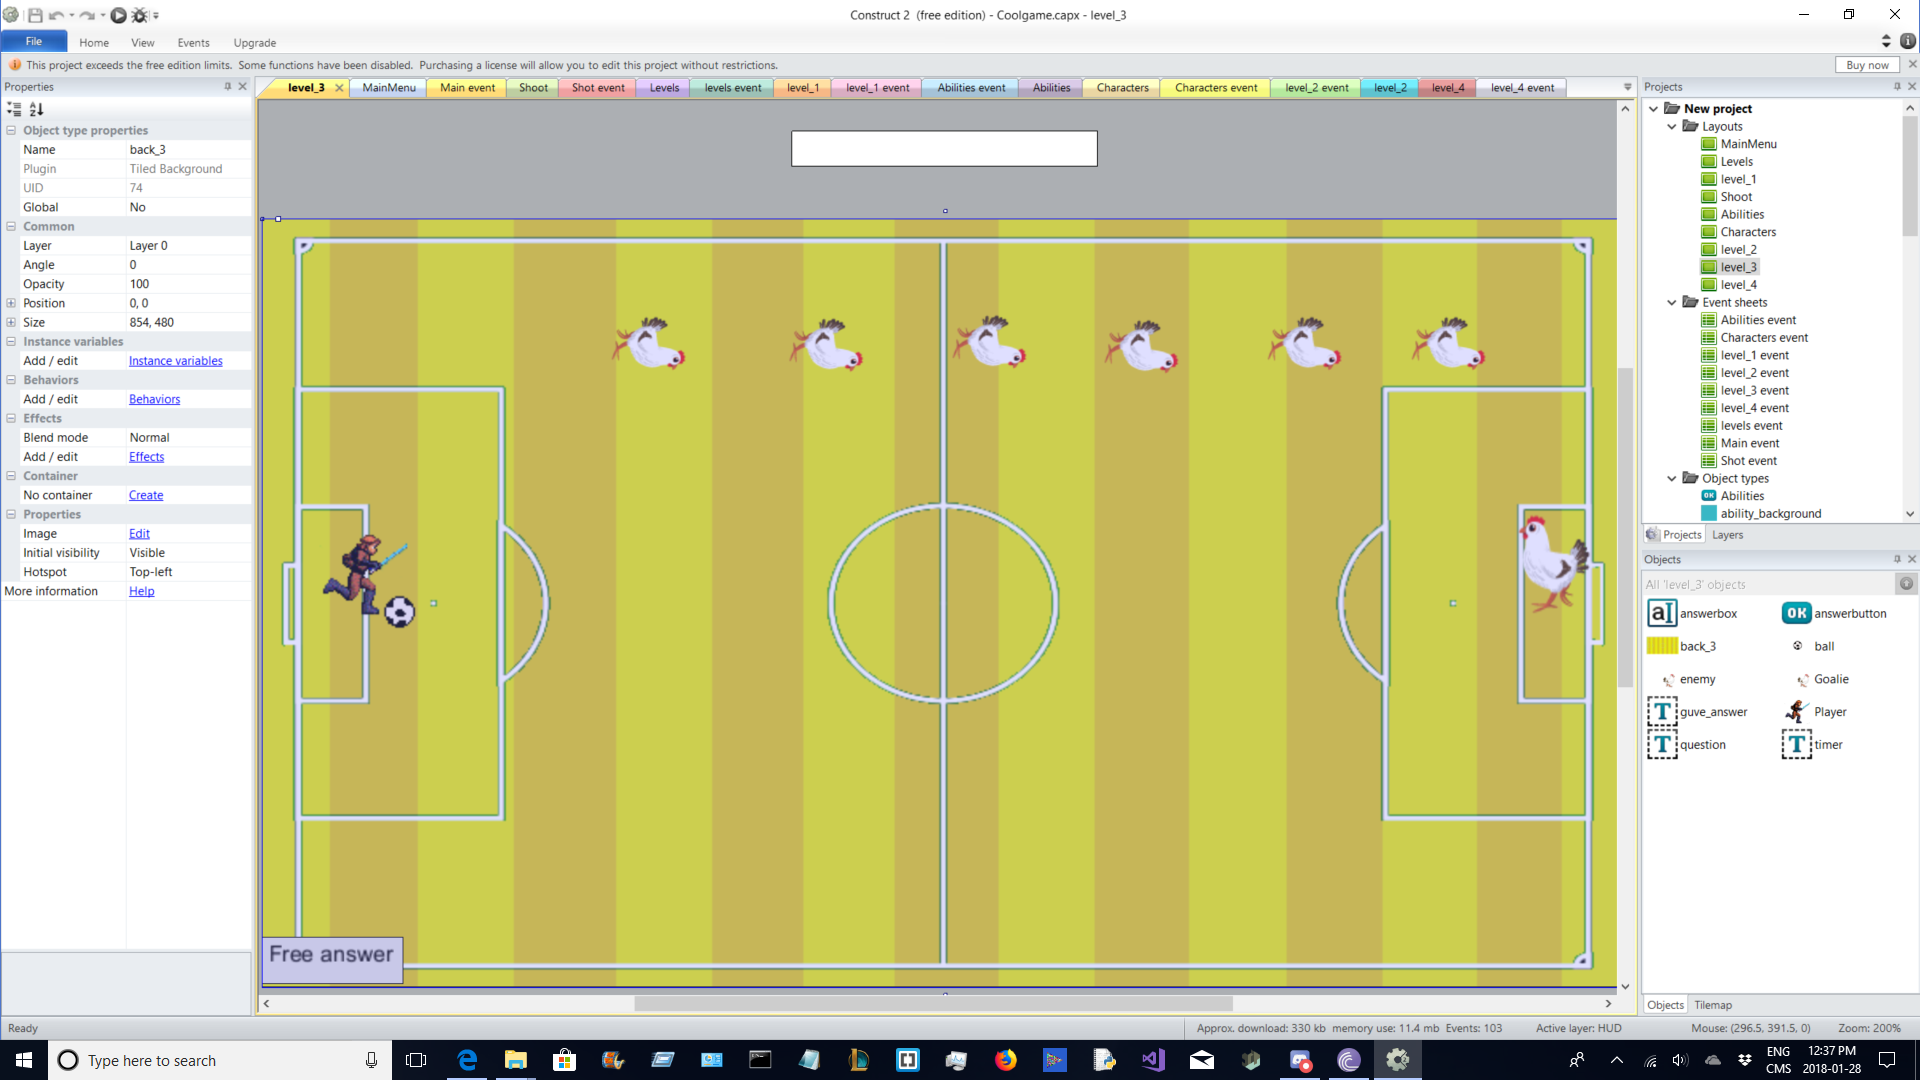 Construct 2 (free edition) - Coolgame.capx - level_3
File Home View Events Upgrade
This project exceeds the free edition limits. Some functions have been disabled. Purchasing a license will allow you to edit this project without restrictions. Buy now
Properties
Object type properties
Name back_3
Plugin Tiled Background
UID 74
Global No
Common
Layer Layer 0
Angle 0
Opacity 100
Position 0, 0
Size 854, 480
Instance variables
Add / edit Instance variables
Behaviors
Add / edit Behaviors
Effects
Blend mode Normal
Add / edit Effects
Container
No container Create
Properties
Image Edit
Initial visibility Visible
Hotspot Top-left
More information Help
level_3 MainMenu Main event Shoot Shot event Levels levels event level_1 level_1 event Abilities event Abilities Characters Characters event level_2 event level_2 level_4 level_4 event
Free answer
Projects
New project
Layouts
MainMenu
Levels
level_1
Shoot
Abilities
Characters
level_2
level_3
level_4
Event sheets
Abilities event
Characters event
level_1 event
level_2 event
level_3 event
level_4 event
levels event
Main event
Shot event
Object types
OK Abilities
ability_background
Projects Layers
Objects
All 'level_3' objects
aI answerbox OK answerbutton
back_3 ball
enemy Goalie
T guve_answer Player
T question T timer
Objects Tilemap
Ready Approx. download: 330 kb memory use: 11.4 mb Events: 103 Active layer: HUD Mouse: (296.5, 391.5, 0) Zoom: 200%
Type here to search
ENG 12:37 PM
CMS 2018-01-28